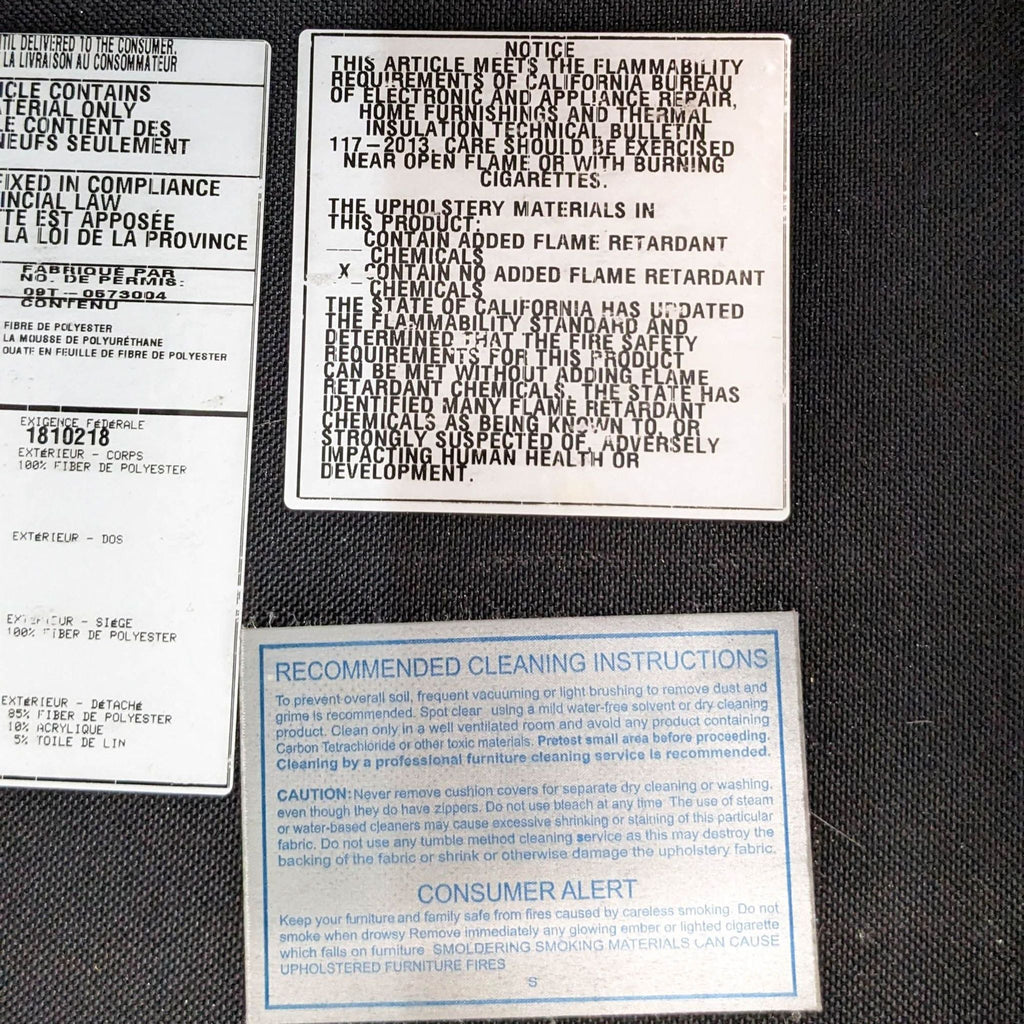 TIL DELIVERED TO THE CONSUMER.
LA LIVRAISON AU CONSOMMATEUR
ICLE CONTAINS
ATERIAL ONLY
LE CONTIENT DES
NEUFS SEULEMENT
FIXED IN COMPLIANCE
INCIAL LAW
TTE EST APPOSÉE
LA LOI DE LA PROVINCE
FABRIQUÉ PAR
NO. DE PERMIS:
09T-0573004
CONTENU
FIBRE DE POLYESTER
LA MOUSSE DE POLYURÉTHANE
OUATE EN FEUILLE DE FIBRE DE POLYESTER
EXIGENCE FÉDÉRALE
1810218
EXTÉRIEUR - CORPS
100% FIBER DE POLYESTER
EXTÉRIEUR - DOS
EXTÉRIEUR - SIÉGE
100% FIBER DE POLYESTER
EXTÉRIEUR - DÉTACHÉ
85% FIBER DE POLYESTER
10% ACRYLIQUE
5% TOILE DE LIN
NOTICE
THIS ARTICLE MEETS THE FLAMMABILITY
REQUIREMENTS OF CALIFORNIA BUREAU
OF ELECTRONIC AND APPLIANCE REPAIR,
HOME FURNISHINGS AND THERMAL
INSULATION TECHNICAL BULLETIN
117-2013. CARE SHOULD BE EXERCISED
NEAR OPEN FLAME OR WITH BURNING
CIGARETTES.
THE UPHOLSTERY MATERIALS IN
THIS PRODUCT:
___CONTAIN ADDED FLAME RETARDANT
CHEMICALS
_X_CONTAIN NO ADDED FLAME RETARDANT
CHEMICALS
THE STATE OF CALIFORNIA HAS UPDATED
THE FLAMMABILITY STANDARD AND
DETERMINED THAT THE FIRE SAFETY
REQUIREMENTS FOR THIS PRODUCT
CAN BE MET WITHOUT ADDING FLAME
RETARDANT CHEMICALS. THE STATE HAS
IDENTIFIED MANY FLAME RETARDANT
CHEMICALS AS BEING KNOWN TO, OR
STRONGLY SUSPECTED OF, ADVERSELY
IMPACTING HUMAN HEALTH OR
DEVELOPMENT.
RECOMMENDED CLEANING INSTRUCTIONS
To prevent overall soil, frequent vacuuming or light brushing to remove dust and
grime is recommended. Spot clear using a mild water-free solvent or dry cleaning
product. Clean only in a well ventilated room and avoid any product containing
Carbon Tetrachloride or other toxic materials. Pretest small area before proceeding.
Cleaning by a professional furniture cleaning service is recommended.
CAUTION: Never remove cushion covers for separate dry cleaning or washing,
even though they do have zippers. Do not use bleach at any time. The use of steam
or water-based cleaners may cause excessive shrinking or staining of this particular
fabric. Do not use any tumble method cleaning service as this may destroy the
backing of the fabric or shrink or otherwise damage the upholstery fabric.
CONSUMER ALERT
Keep your furniture and family safe from fires caused by careless smoking. Do not
smoke when drowsy Remove immediately any glowing ember or lighted cigarette
which falls on furniture SMOLDERING SMOKING MATERIALS CAN CAUSE
UPHOLSTERED FURNITURE FIRES
S